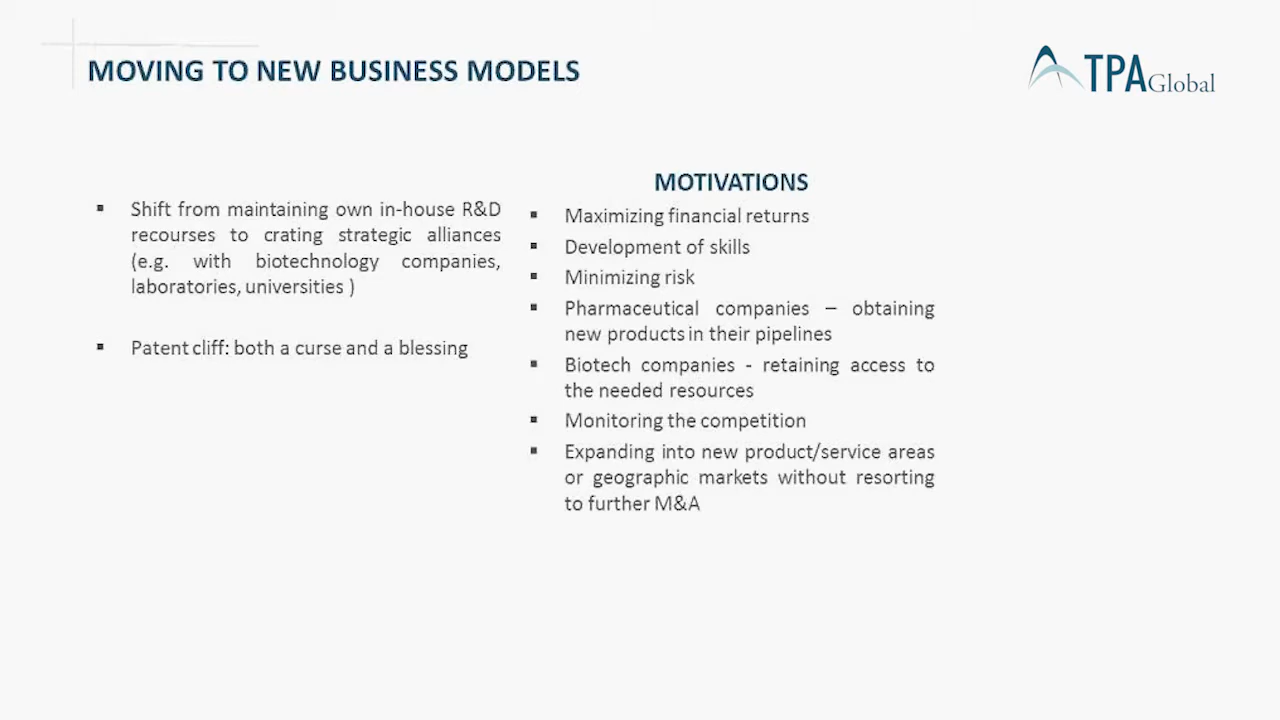 MOVING TO NEW BUSINESS MODELS
TPA Global
▪ Shift from maintaining own in-house R&D
recourses to crating strategic alliances
(e.g. with biotechnology companies,
laboratories, universities )
▪ Patent cliff: both a curse and a blessing
MOTIVATIONS
▪ Maximizing financial returns
▪ Development of skills
▪ Minimizing risk
▪ Pharmaceutical companies – obtaining
new products in their pipelines
▪ Biotech companies - retaining access to
the needed resources
▪ Monitoring the competition
▪ Expanding into new product/service areas
or geographic markets without resorting
to further M&A